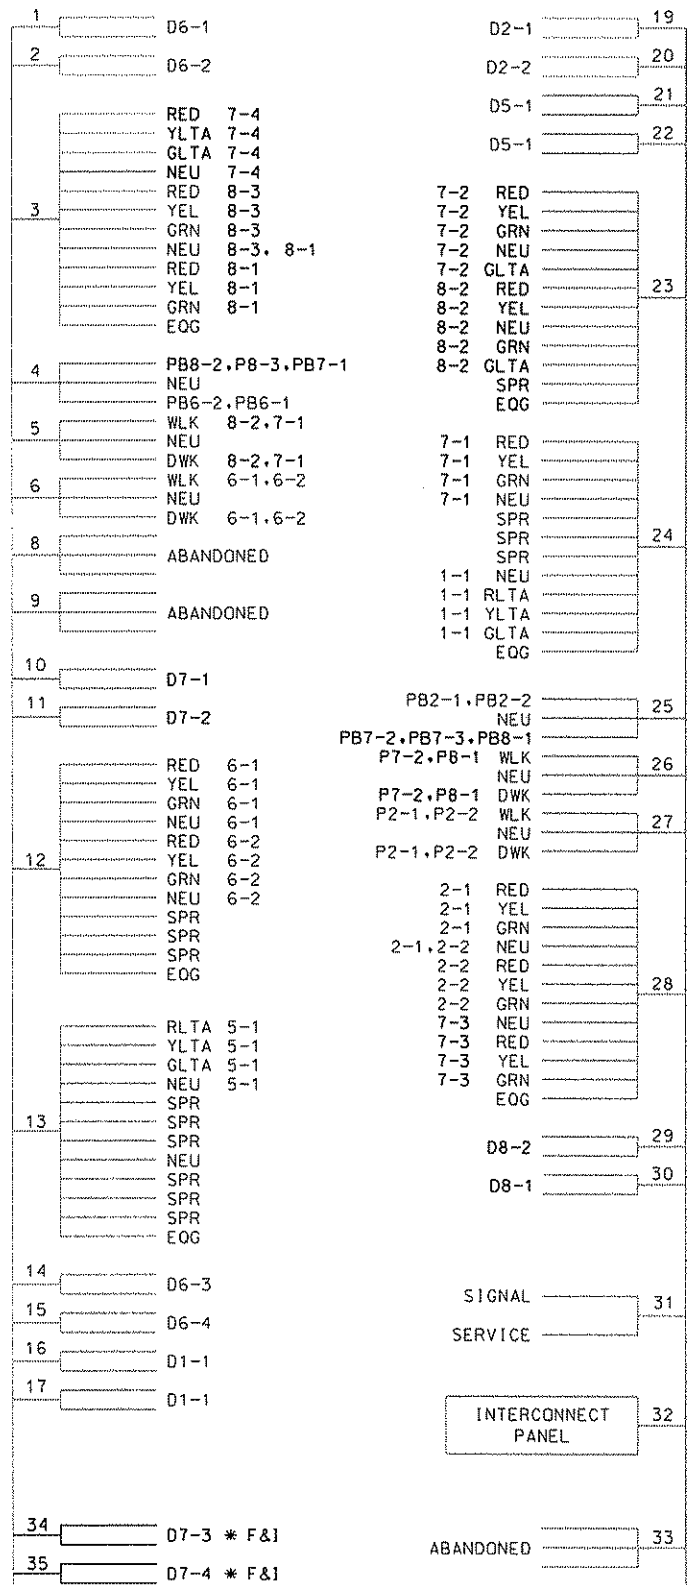 1
D6-1
2
D6-2
3
RED 7-4
YLTA 7-4
GLTA 7-4
NEU 7-4
RED 8-3
YEL 8-3
GRN 8-3
NEU 8-3, 8-1
RED 8-1
YEL 8-1
GRN 8-1
EQG
4
PB8-2,P8-3,PB7-1
NEU
PB6-2,PB6-1
5
WLK 8-2,7-1
NEU
DWK 8-2,7-1
6
WLK 6-1,6-2
NEU
DWK 6-1,6-2
8
ABANDONED
9
ABANDONED
10
D7-1
11
D7-2
12
RED 6-1
YEL 6-1
GRN 6-1
NEU 6-1
RED 6-2
YEL 6-2
GRN 6-2
NEU 6-2
SPR
SPR
SPR
EQG
13
RLTA 5-1
YLTA 5-1
GLTA 5-1
NEU 5-1
SPR
SPR
SPR
NEU
SPR
SPR
SPR
EQG
14
D6-3
15
D6-4
16
D1-1
17
D1-1
34
D7-3 * F&I
35
D7-4 * F&I
19
D2-1
20
D2-2
21
D5-1
22
D5-1
23
7-2 RED
7-2 YEL
7-2 GRN
7-2 NEU
7-2 GLTA
8-2 RED
8-2 YEL
8-2 NEU
8-2 GRN
8-2 GLTA
SPR
EQG
24
7-1 RED
7-1 YEL
7-1 GRN
7-1 NEU
SPR
SPR
SPR
1-1 NEU
1-1 RLTA
1-1 YLTA
1-1 GLTA
EQG
25
PB2-1,PB2-2
NEU
PB7-2,PB7-3,PB8-1
26
P7-2,P8-1 WLK
NEU
P7-2,P8-1 DWK
27
P2-1,P2-2 WLK
NEU
P2-1,P2-2 DWK
28
2-1 RED
2-1 YEL
2-1 GRN
2-1,2-2 NEU
2-2 RED
2-2 YEL
2-2 GRN
7-3 NEU
7-3 RED
7-3 YEL
7-3 GRN
EQG
29
D8-2
30
D8-1
31
SIGNAL
SERVICE
32
INTERCONNECT
PANEL
33
ABANDONED